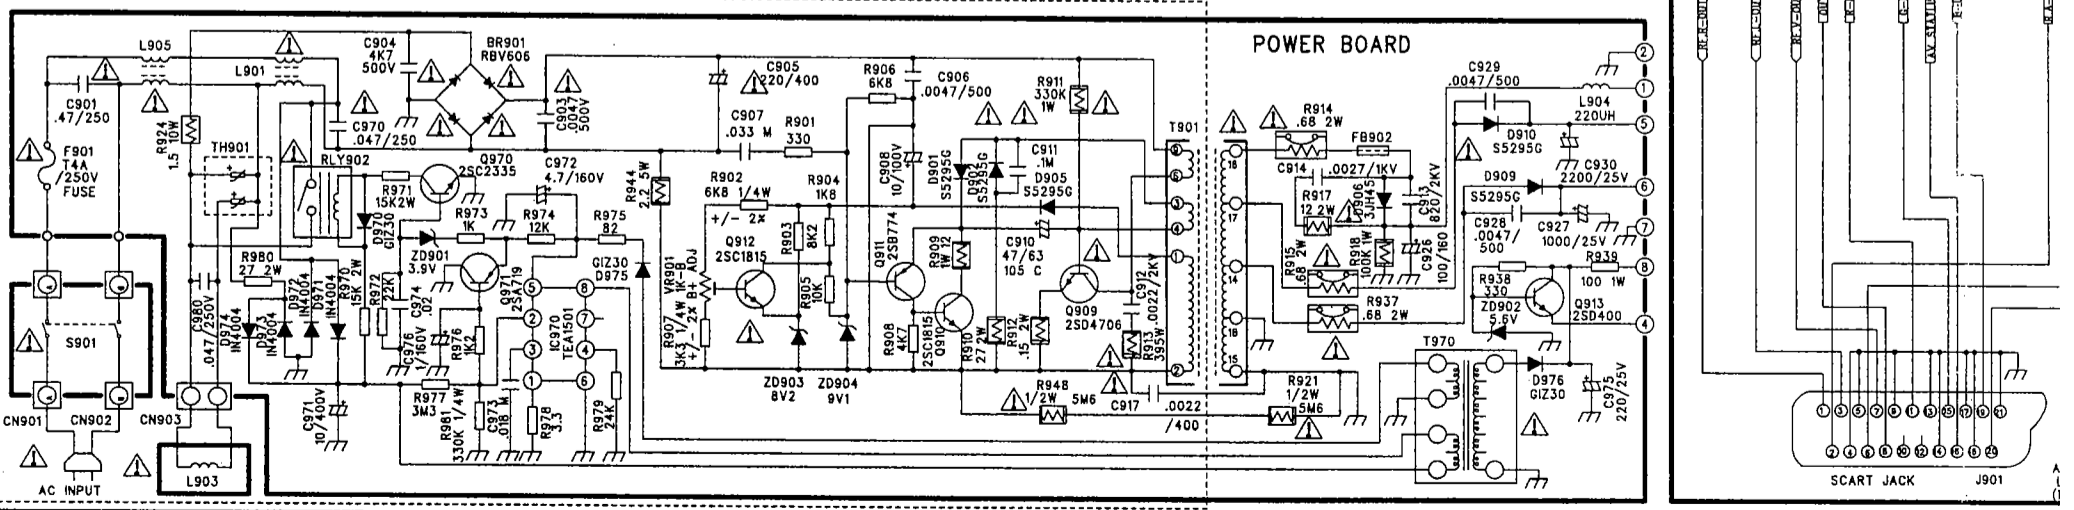 POWER BOARD
L905
L901
C901
.47/250
F901
T4A
/250V
FUSE
R924
1.5 10W
TH901
C970
.047/250
C904
4K7
500V
BR901
RBV606
C903
.0047
500V
C905
220/400
C907
.033 M
R901
330
R906
6K8
C906
.0047/500
R911
330K
1W
RLY902
R971
15K2W
Q970
2SC2335
C972
4.7/160V
R944
2.2 5W
R902
6K8 1/4W
+/- 2%
R904
1K8
C908
10/100V
D901
S5295G
D902
S5295G
C911
.1M
D905
S5295G
T901
R914
.68 2W
FB902
C914
.0027/1KV
R917
12 2W
D906
3JH45
C913
820/2KV
R918
100K 1W
C926
100/160
R915
.68 2W
R937
.68 2W
C929
.0047/500
L904
220UH
D910
S5295G
C930
2200/25V
D909
S5295G
C928
.0047/
500
C927
1000/25V
R938
330
ZD902
5.6V
R939
100 1W
Q913
2SD400
D970
GIZ30
ZD901
3.9V
R973
1K
R974
12K
R975
82
GIZ30
D975
Q971
2SA719
R980
27 2W
C980
.047/250V
D974
IN4004
D973
IN4004
D972
IN4004
D971
IN4004
R970
15K 2W
R972
22K
C974
.02
C976
1/160V
R976
1K2
IC970
TEA1501
VR901
1K-B
B+ ADJ
R907
3K3 1/4W
+/- 2%
Q912
2SC1815
R903
8K2
R905
10K
ZD903
8V2
ZD904
9V1
Q911
2SB774
R909
1W 12
R908
4K7
2SC1815
Q910
R910
27 2W
C910
47/63
105 C
R912
.15 2W
Q909
2SD4706
C912
.0022/2KV
R913
395W
R948
1/2W
5M6
C917
.0022
/400
R921
1/2W
5M6
T970
D976
GIZ30
C975
220/25V
S901
CN901
CN902
CN903
C971
10/400V
R977
3M3
R981
330K 1/4W
C973
.018 M
R978
3.3
R979
24K
AC INPUT
L903
SCART JACK
J901